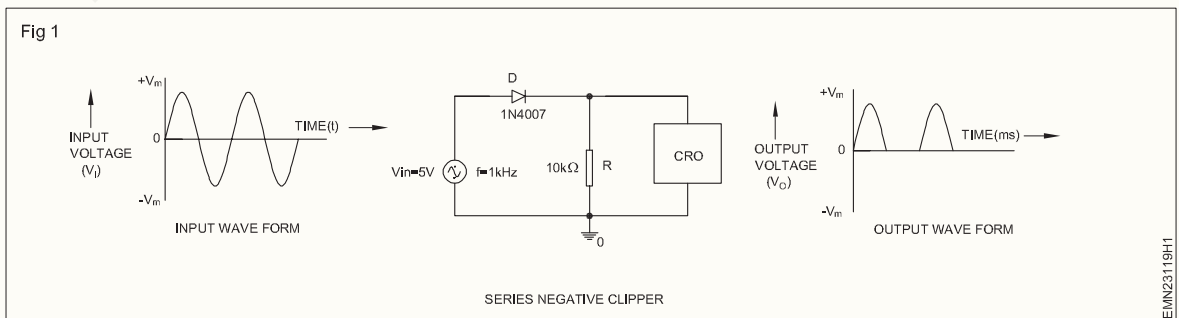 Fig 1
+Vm
INPUT
VOLTAGE
(VI)
0
TIME(t)
-Vm
INPUT WAVE FORM
D
1N4007
Vin=5V
f=1kHz
10kΩ
R
CRO
0
SERIES NEGATIVE CLIPPER
+Vm
OUTPUT
VOLTAGE
(VO)
0
TIME(ms)
-Vm
OUTPUT WAVE FORM
EMN23119H1